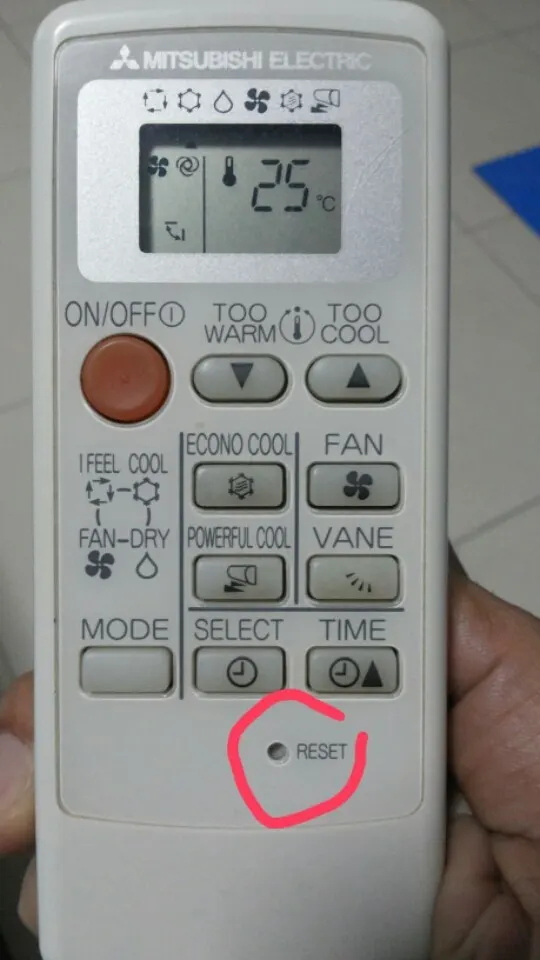 MITSUBISHI ELECTRIC
25°C
ON/OFF
TOO WARM
TOO COOL
ECONO COOL
FAN
I FEEL COOL
FAN DRY
POWERFUL COOL
VANE
MODE
SELECT
TIME
RESET